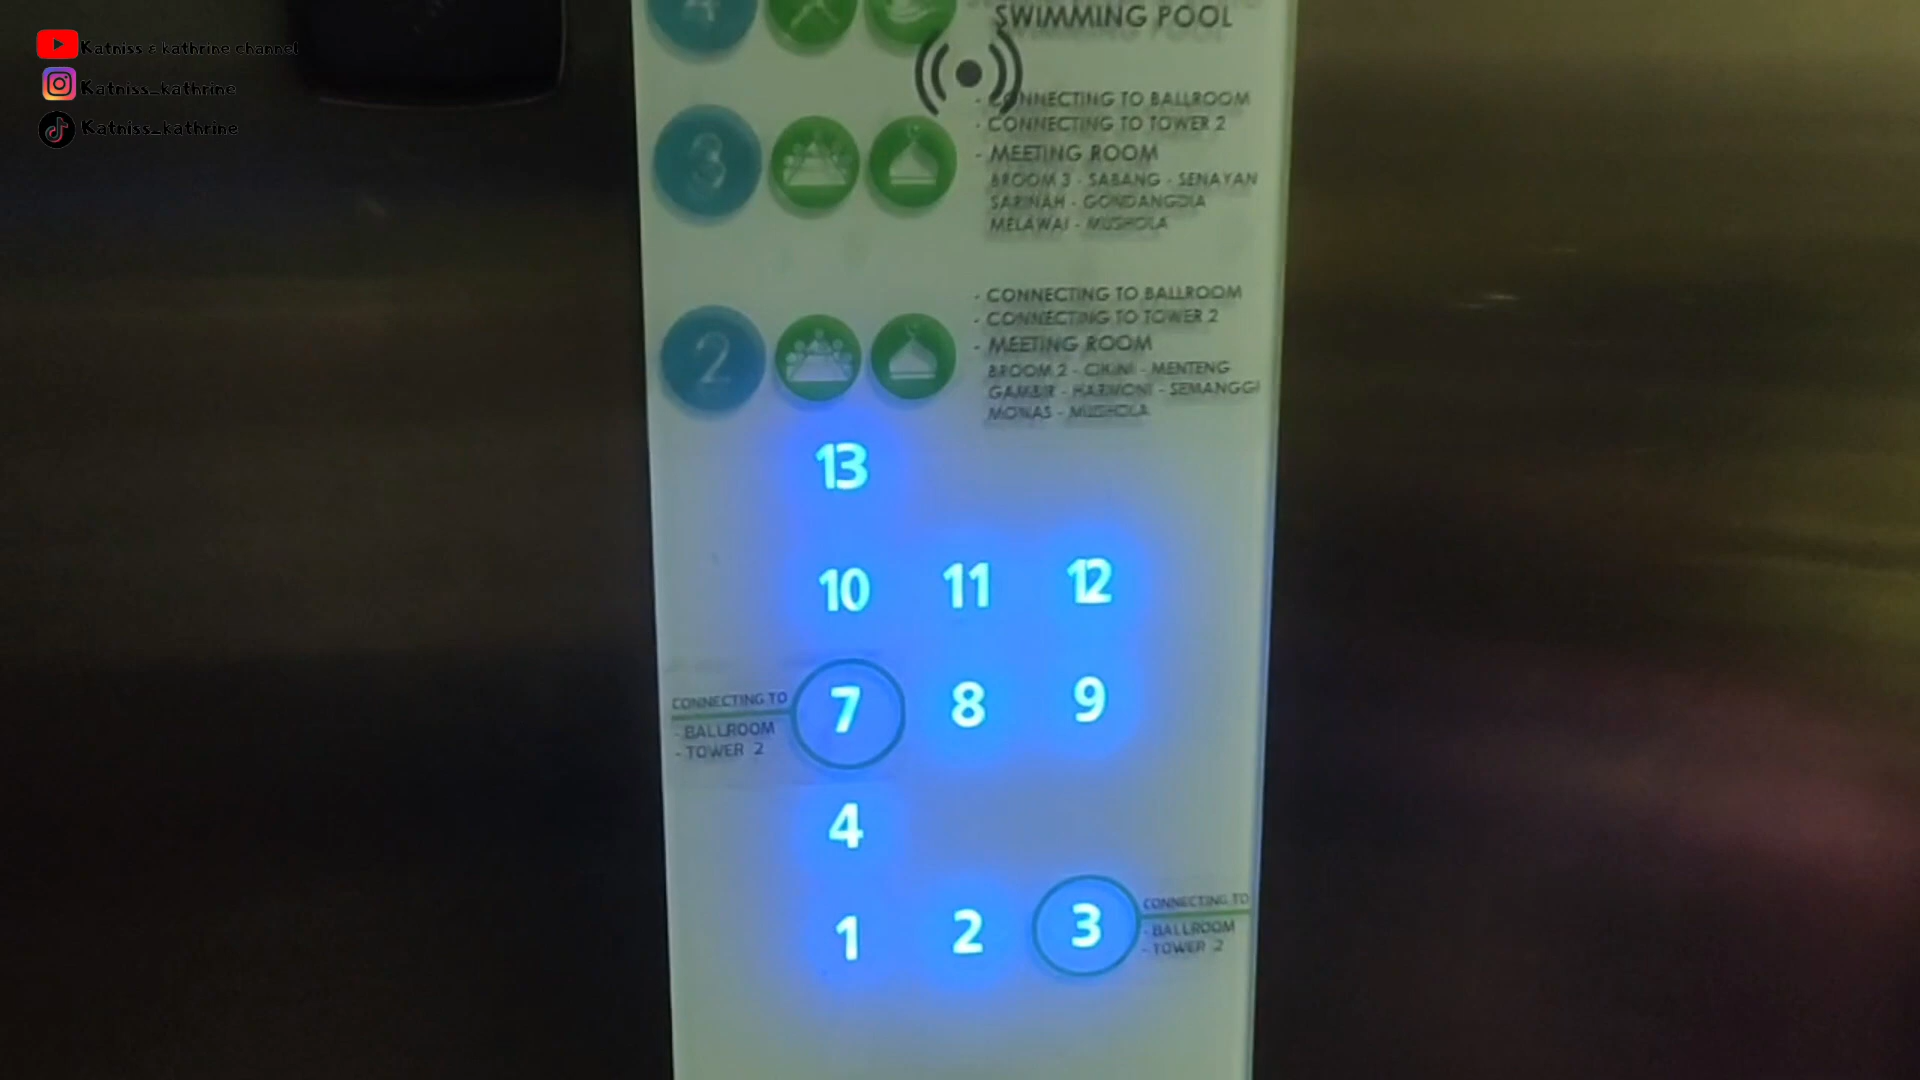 Katniss & kathrine channel
Katniss_kathrine
Katniss_kathrine
4
SWIMMING POOL
3
- CONNECTING TO BALLROOM
- CONNECTING TO TOWER 2
- MEETING ROOM
BROOM 3 - SABANG - SENAYAN
SARINAH - GONDANGDIA
MELAWAI - MUSHOLA
2
- CONNECTING TO BALLROOM
- CONNECTING TO TOWER 2
- MEETING ROOM
BROOM 2 - CIKINI - MENTENG
GAMBIR - HARMONI - SEMANGGI
MONAS - MUSHOLA
13
10 11 12
CONNECTING TO
- BALLROOM
- TOWER 2
7 8 9
4
1 2 3
CONNECTING TO
- BALLROOM
- TOWER 2